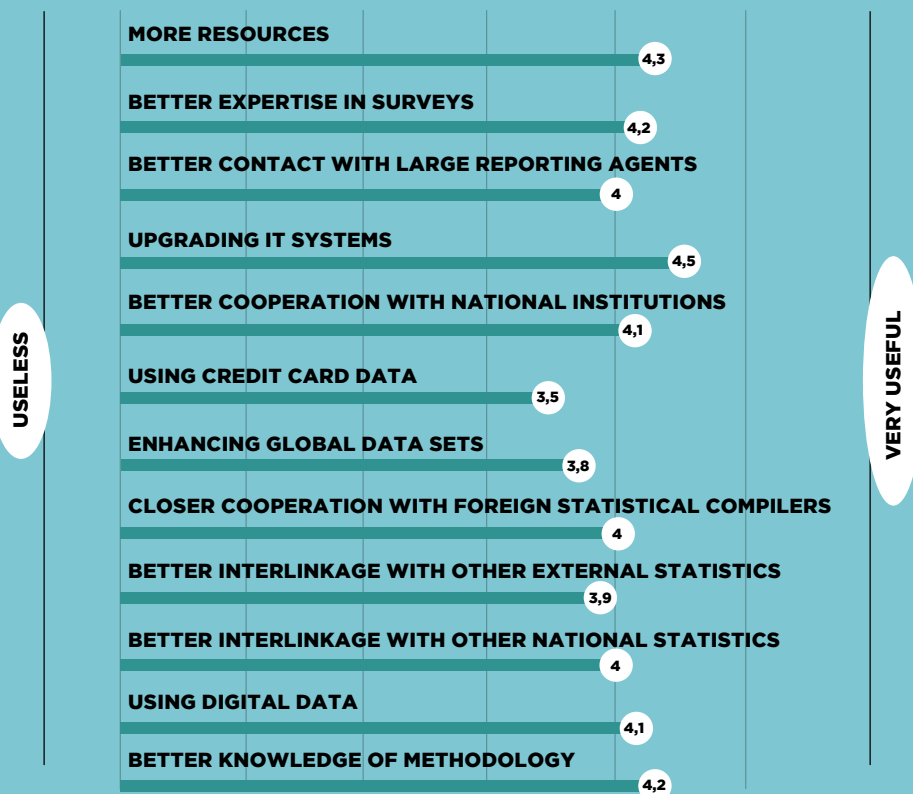 MORE RESOURCES
4,3
BETTER EXPERTISE IN SURVEYS
4,2
BETTER CONTACT WITH LARGE REPORTING AGENTS
4
UPGRADING IT SYSTEMS
4,5
BETTER COOPERATION WITH NATIONAL INSTITUTIONS
4,1
USELESS
VERY USEFUL
USING CREDIT CARD DATA
3,5
ENHANCING GLOBAL DATA SETS
3,8
CLOSER COOPERATION WITH FOREIGN STATISTICAL COMPILERS
4
BETTER INTERLINKAGE WITH OTHER EXTERNAL STATISTICS
3,9
BETTER INTERLINKAGE WITH OTHER NATIONAL STATISTICS
4
USING DIGITAL DATA
4,1
BETTER KNOWLEDGE OF METHODOLOGY
4,2